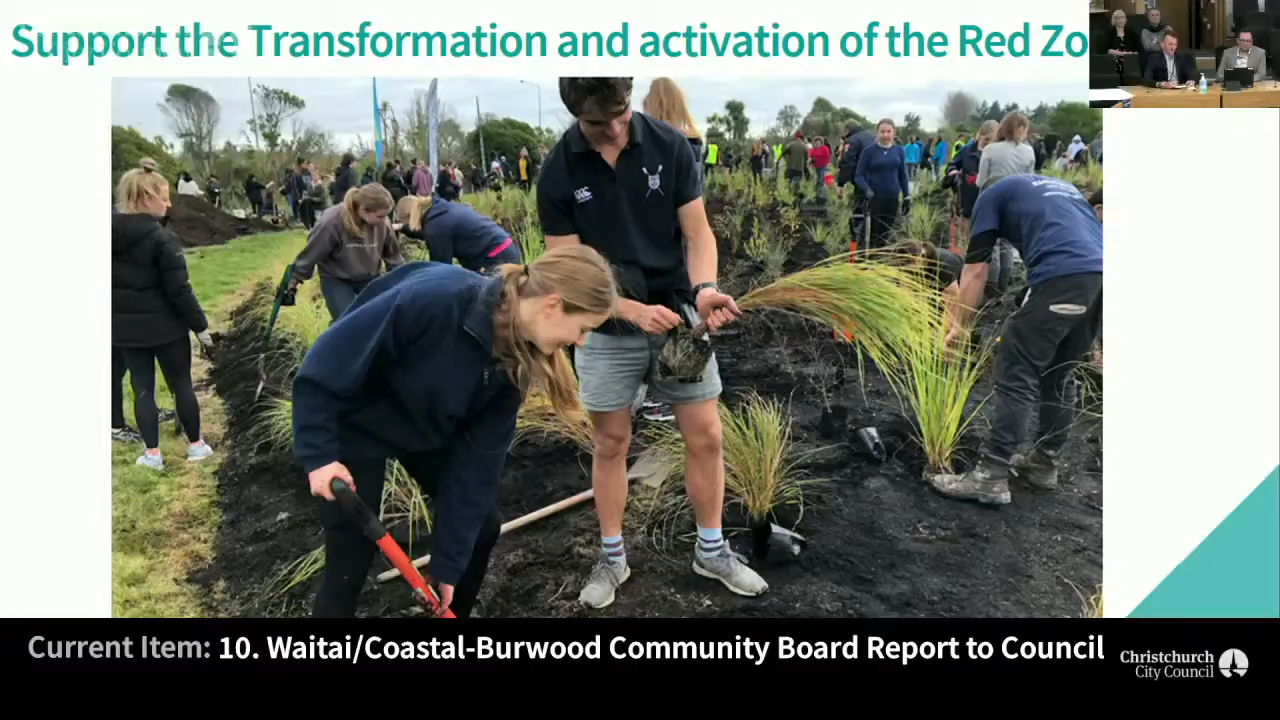 Support the Transformation and activation of the Red Zo
Current Item: 10. Waitai/Coastal-Burwood Community Board Report to Council
Christchurch
City Council